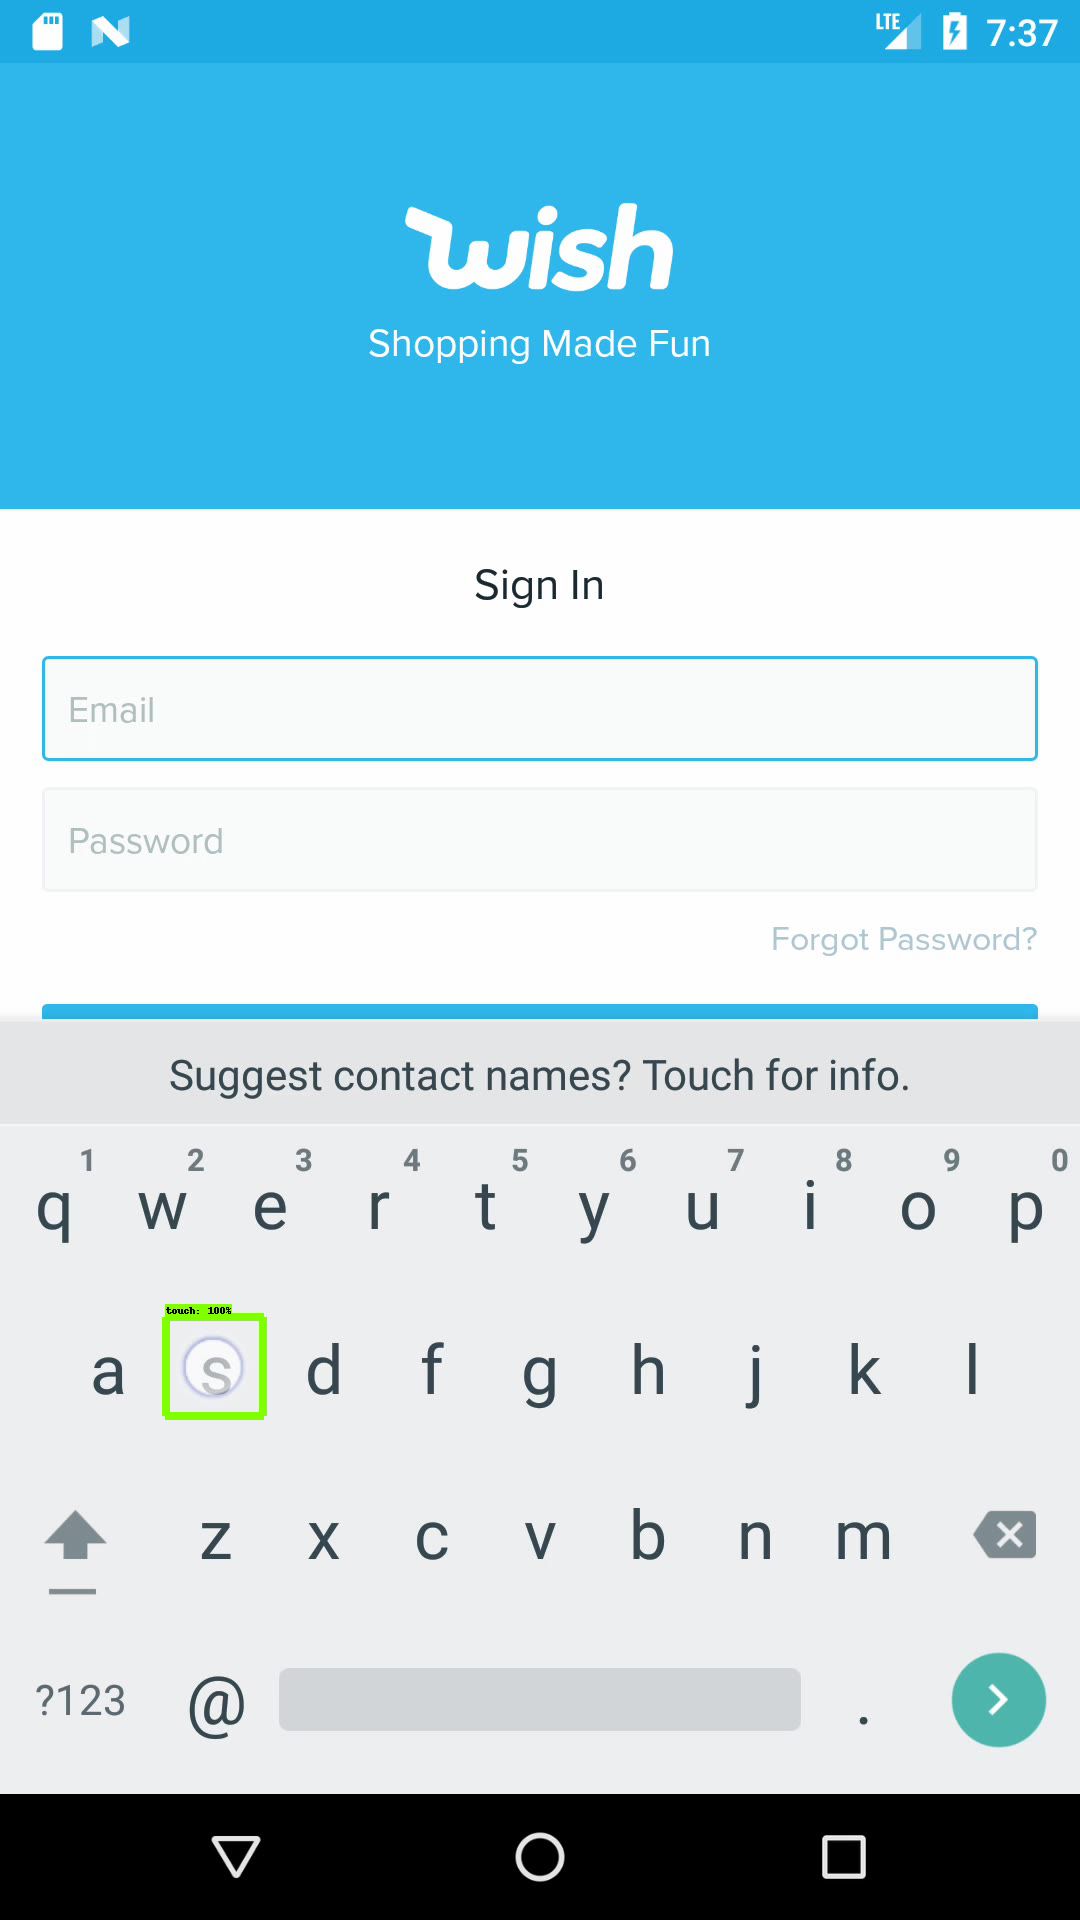 LTE 7:37
wish
Shopping Made Fun
Sign In
Email
Password
Forgot Password?
Suggest contact names? Touch for info.
1 2 3 4 5 6 7 8 9 0
q w e r t y u i o p
touch: 100%
a s d f g h j k l
z x c v b n m
?123 @ .